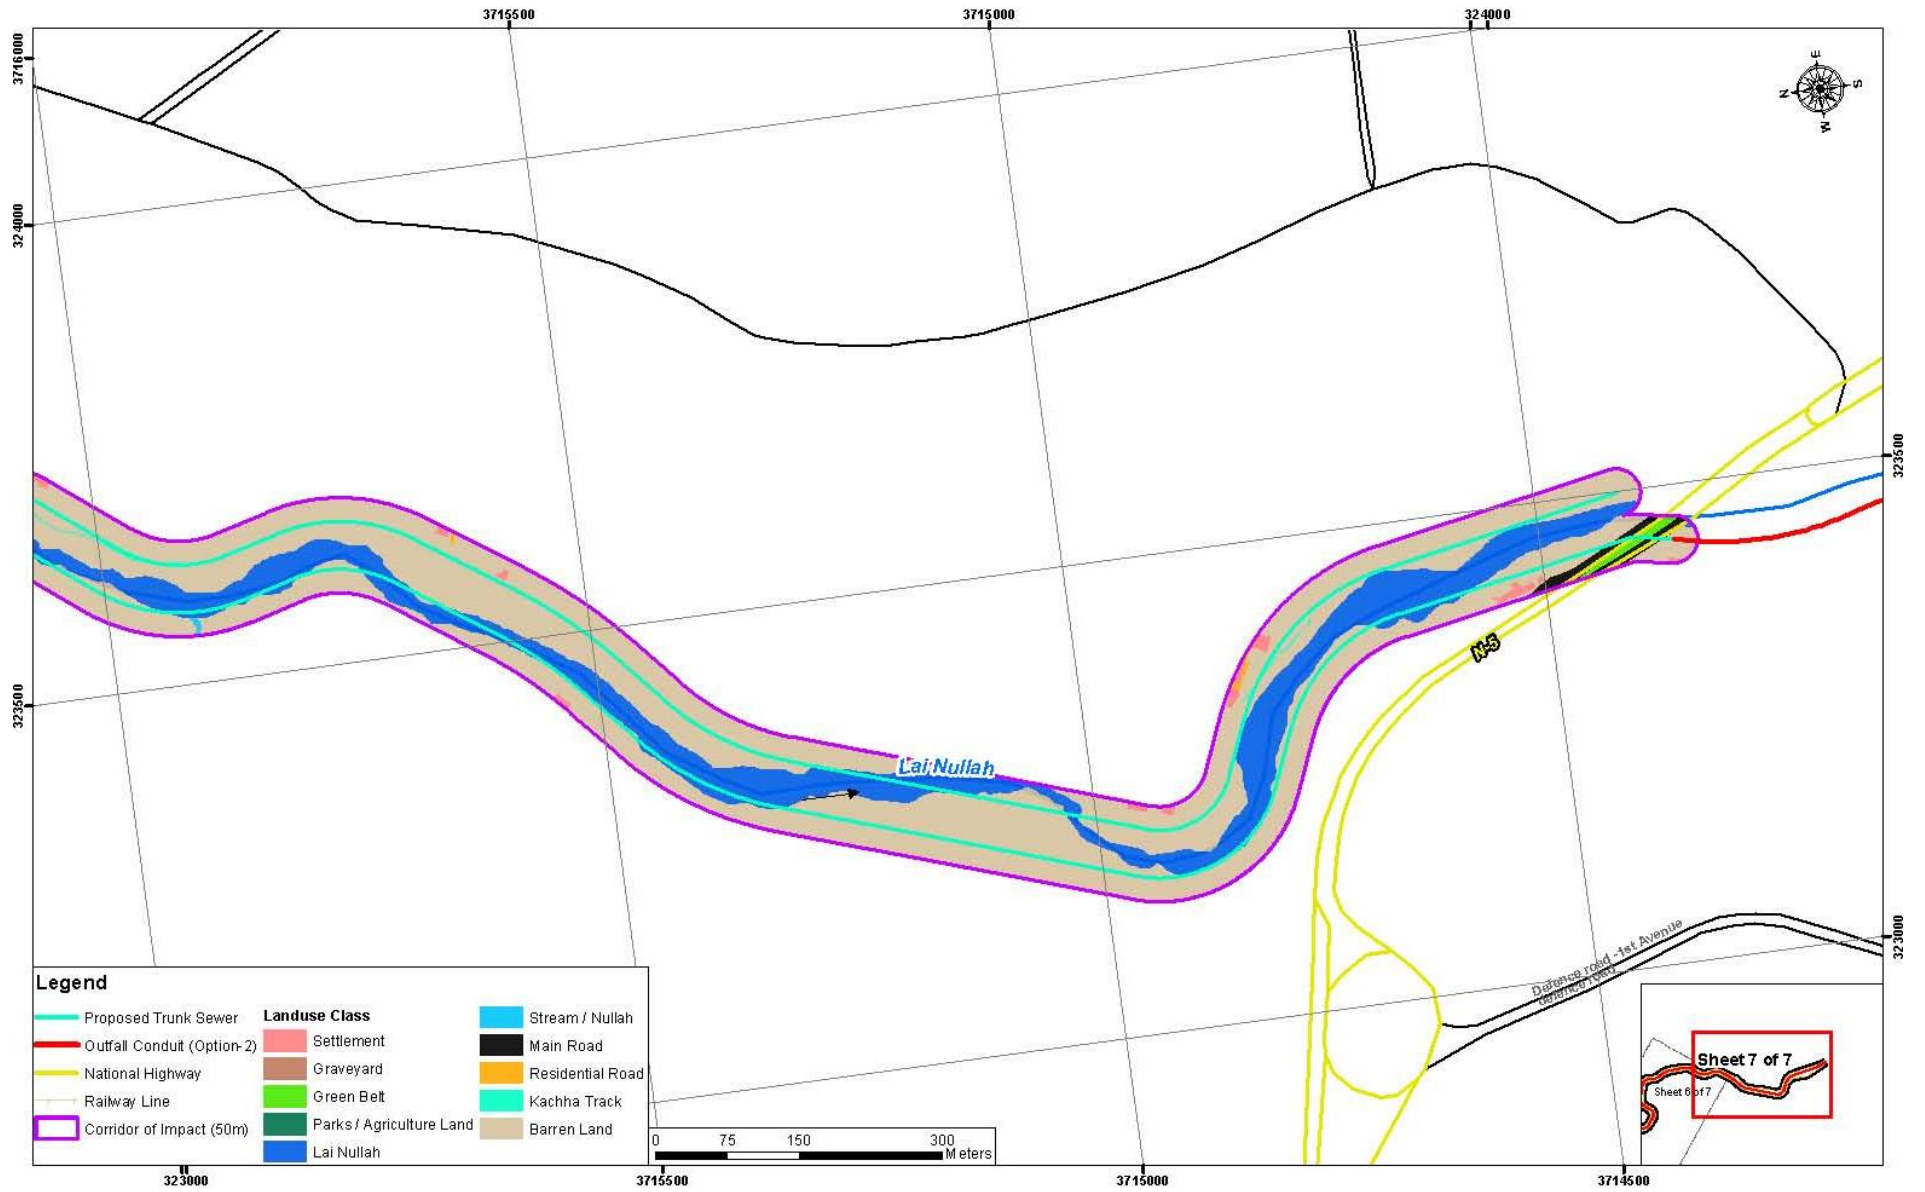 3715500
3715000
324000
3716000
324000
323500
E
N
S
W
323500
323000
N-5
Lai Nullah
Defence road -1st Avenue
defence road
Legend
Proposed Trunk Sewer
Outfall Conduit (Option-2)
National Highway
Railway Line
Corridor of Impact (50m)
Landuse Class
Settlement
Graveyard
Green Belt
Parks / Agriculture Land
Lai Nullah
Stream / Nullah
Main Road
Residential Road
Kachha Track
Barren Land
0 75 150 300
Meters
Sheet 7 of 7
Sheet 6 of 7
323000
3715500
3715000
3714500